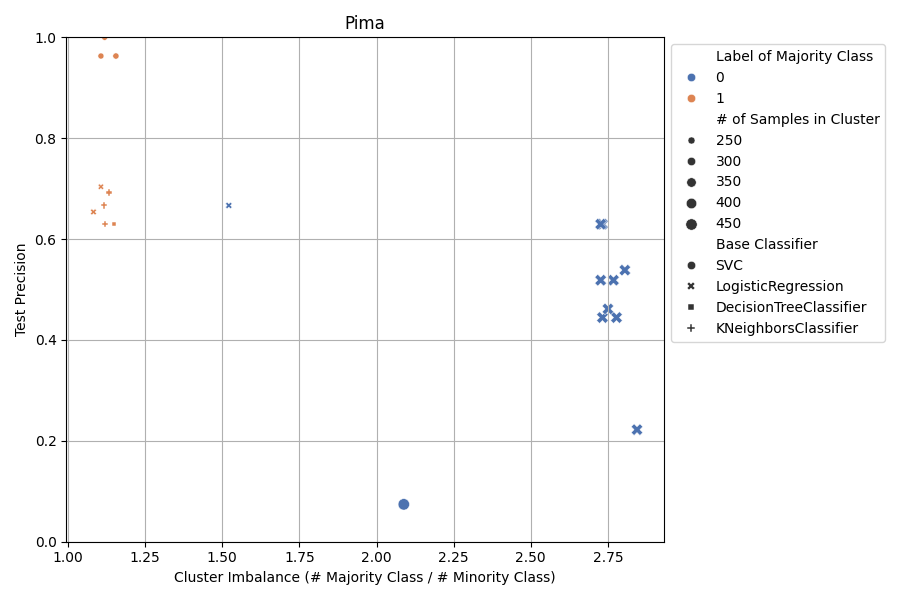 Pima
1.0
0.8
0.6
0.4
0.2
0.0
Test Precision
1.00
1.25
1.50
1.75
2.00
2.25
2.50
2.75
Cluster Imbalance (# Majority Class / # Minority Class)
Label of Majority Class
0
1
# of Samples in Cluster
250
300
350
400
450
Base Classifier
SVC
LogisticRegression
DecisionTreeClassifier
KNeighborsClassifier